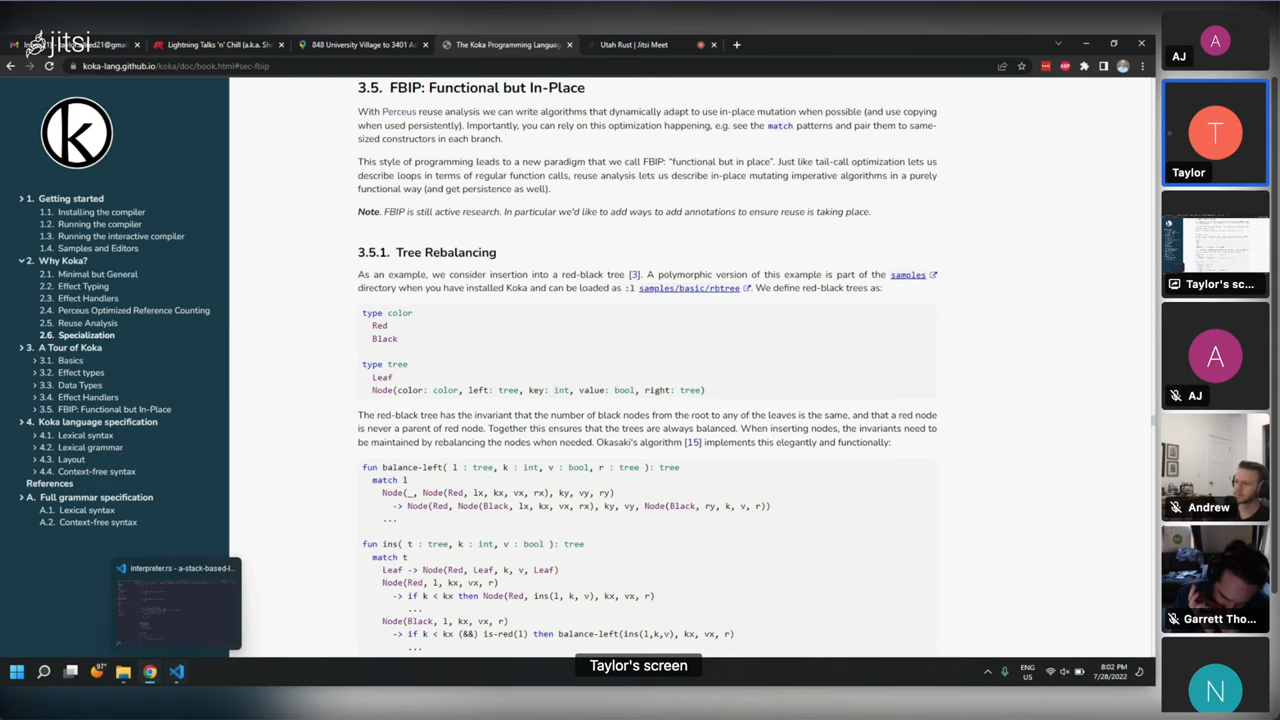 jitsi
Inbox
ed21@gmail
Lightning Talks 'n' Chill (a.k.a. Sh
848 University Village to 3401 A
The Koka Programming Langua
Utah Rust | Jitsi Meet
koka-lang.github.io/koka/doc/book.html#sec-fbip
k
1. Getting started
1.1. Installing the compiler
1.2. Running the compiler
1.3. Running the interactive compiler
1.4. Samples and Editors
2. Why Koka?
2.1. Minimal but General
2.2. Effect Typing
2.3. Effect Handlers
2.4. Perceus Optimized Reference Counting
2.5. Reuse Analysis
2.6. Specialization
3. A Tour of Koka
3.1. Basics
3.2. Effect types
3.3. Data Types
3.4. Effect Handlers
3.5. FBIP: Functional but In-Place
4. Koka language specification
4.1. Lexical syntax
4.2. Lexical grammar
4.3. Layout
4.4. Context-free syntax
References
A. Full grammar specification
A.1. Lexical syntax
A.2. Context-free syntax
interpreter.rs - a-stack-based-l...
3.5. FBIP: Functional but In-Place
With Perceus reuse analysis we can write algorithms that dynamically adapt to use in-place mutation when possible (and use copying
when used persistently). Importantly, you can rely on this optimization happening, e.g. see the match patterns and pair them to same-
sized constructors in each branch.
This style of programming leads to a new paradigm that we call FBIP: “functional but in place”. Just like tail-call optimization lets us
describe loops in terms of regular function calls, reuse analysis lets us describe in-place mutating imperative algorithms in a purely
functional way (and get persistence as well).
Note. FBIP is still active research. In particular we'd like to add ways to add annotations to ensure reuse is taking place.
3.5.1. Tree Rebalancing
As an example, we consider insertion into a red-black tree [3]. A polymorphic version of this example is part of the samples
directory when you have installed Koka and can be loaded as :l samples/basic/rbtree . We define red-black trees as:
type color
Red
Black
type tree
Leaf
Node(color: color, left: tree, key: int, value: bool, right: tree)
The red-black tree has the invariant that the number of black nodes from the root to any of the leaves is the same, and that a red node
is never a parent of red node. Together this ensures that the trees are always balanced. When inserting nodes, the invariants need to
be maintained by rebalancing the nodes when needed. Okasaki's algorithm [15] implements this elegantly and functionally:
fun balance-left( l : tree, k : int, v : bool, r : tree ): tree
match l
Node(_, Node(Red, lx, kx, vx, rx), ky, vy, ry)
-> Node(Red, Node(Black, lx, kx, vx, rx), ky, vy, Node(Black, ry, k, v, r))
...
fun ins( t : tree, k : int, v : bool ): tree
match t
Leaf -> Node(Red, Leaf, k, v, Leaf)
Node(Red, l, kx, vx, r)
-> if k < kx then Node(Red, ins(l, k, v), kx, vx, r)
...
Node(Black, l, kx, vx, r)
-> if k < kx (&&) is-red(l) then balance-left(ins(l,k,v), kx, vx, r)
...
Taylor's screen
97°
ENG
US
8:02 PM
7/28/2022
A
AJ
T
Taylor
Taylor's sc...
A
AJ
Andrew
Garrett Tho...
N